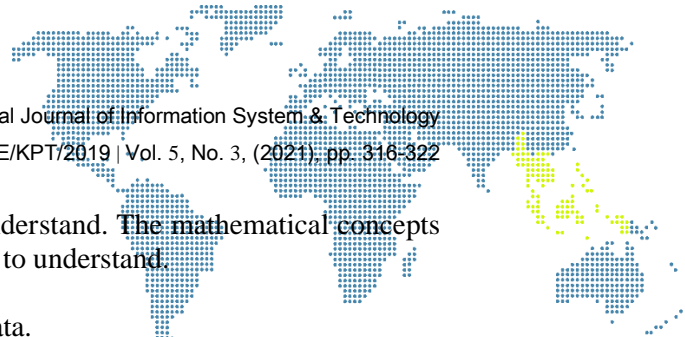 al Journal of Information System & Technology
E/KPT/2019 | Vol. 5, No. 3, (2021), pp. 316-322
derstand. The mathematical concepts
to understand.
ata.